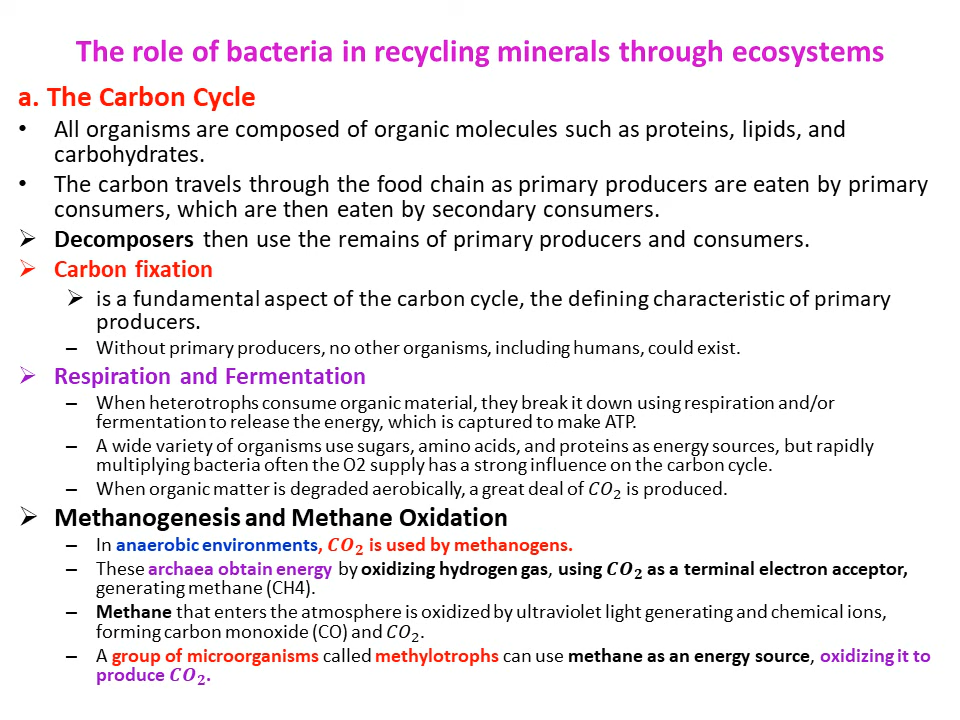 The role of bacteria in recycling minerals through ecosystems
a. The Carbon Cycle
• All organisms are composed of organic molecules such as proteins, lipids, and
carbohydrates.
• The carbon travels through the food chain as primary producers are eaten by primary
consumers, which are then eaten by secondary consumers.
➢ Decomposers then use the remains of primary producers and consumers.
➢ Carbon fixation
➢ is a fundamental aspect of the carbon cycle, the defining characteristic of primary
producers.
– Without primary producers, no other organisms, including humans, could exist.
➢ Respiration and Fermentation
– When heterotrophs consume organic material, they break it down using respiration and/or
fermentation to release the energy, which is captured to make ATP.
– A wide variety of organisms use sugars, amino acids, and proteins as energy sources, but rapidly
multiplying bacteria often the O2 supply has a strong influence on the carbon cycle.
– When organic matter is degraded aerobically, a great deal of CO₂ is produced.
➢ Methanogenesis and Methane Oxidation
– In anaerobic environments, CO₂ is used by methanogens.
– These archaea obtain energy by oxidizing hydrogen gas, using CO₂ as a terminal electron acceptor,
generating methane (CH4).
– Methane that enters the atmosphere is oxidized by ultraviolet light generating and chemical ions,
forming carbon monoxide (CO) and CO₂.
– A group of microorganisms called methylotrophs can use methane as an energy source, oxidizing it to
produce CO₂.